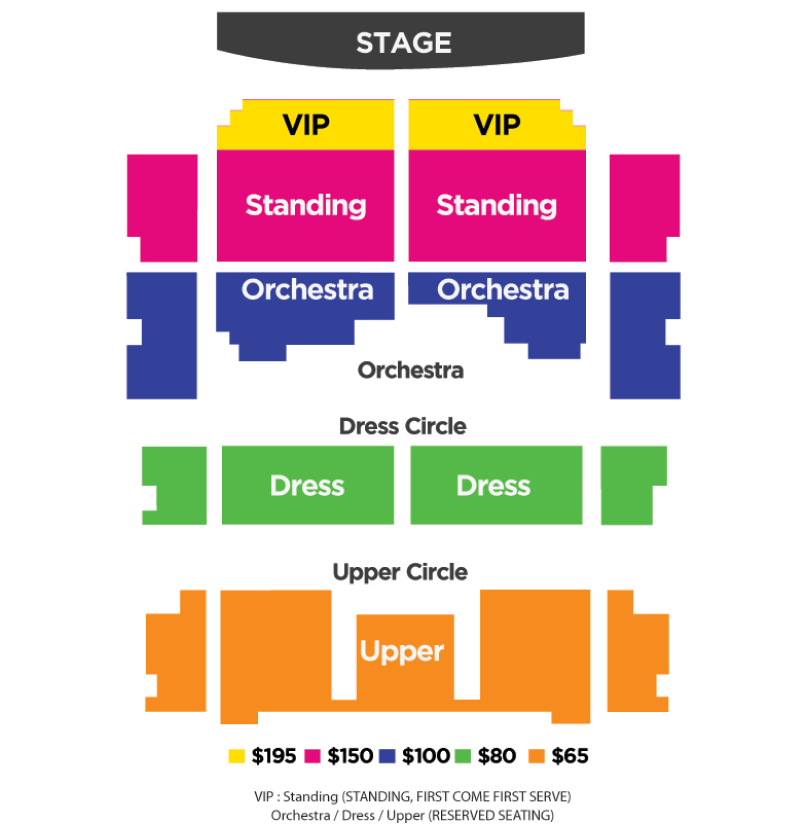 STAGE
VIP VIP
Standing Standing
Orchestra Orchestra
Orchestra
Dress Circle
Dress Dress
Upper Circle
Upper
$195 $150 $100 $80 $65
VIP : Standing (STANDING, FIRST COME FIRST SERVE)
Orchestra / Dress / Upper (RESERVED SEATING)